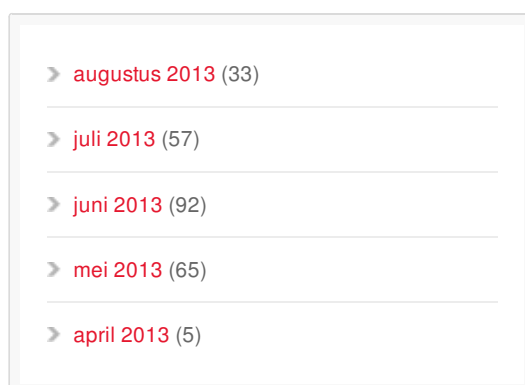 augustus 2013 (33)
juli 2013 (57)
juni 2013 (92)
mei 2013 (65)
april 2013 (5)